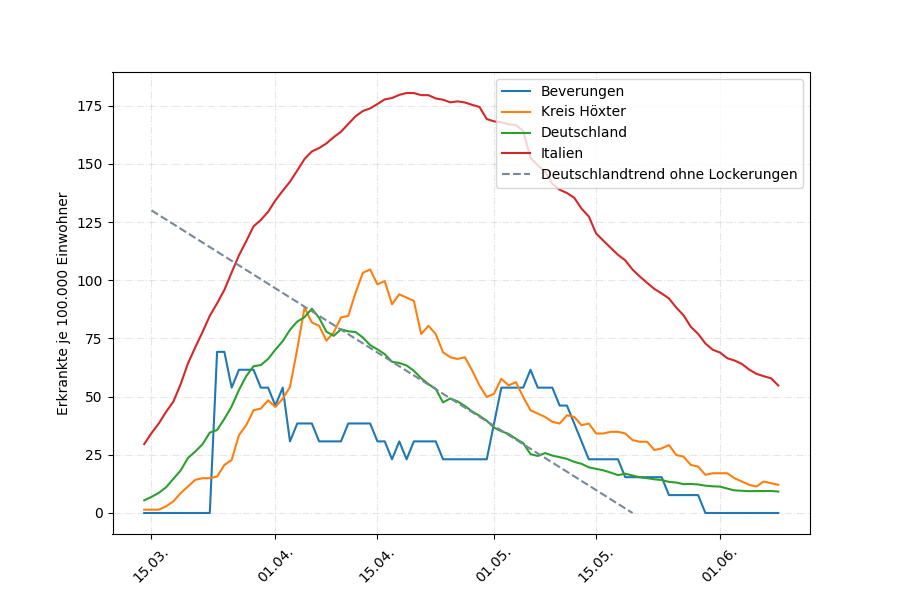 Erkrankte je 100.000 Einwohner
175
150
125
100
75
50
25
0
Beverungen
Kreis Höxter
Deutschland
Italien
Deutschlandtrend ohne Lockerungen
15.03.
01.04.
15.04.
01.05.
15.05.
01.06.